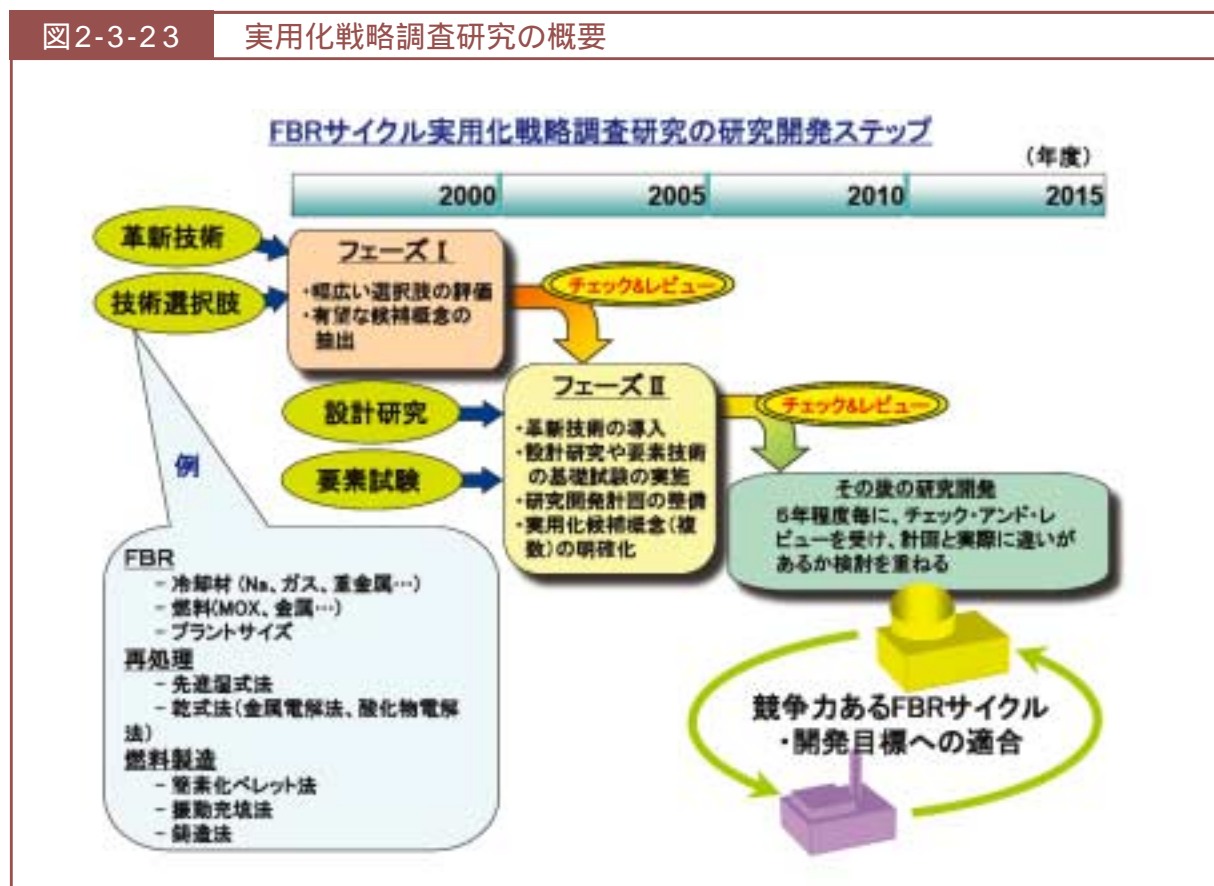 図2-3-23 実用化戦略調査研究の概要
FBRサイクル実用化戦略調査研究の研究開発ステップ
(年度)
2000 2005 2010 2015
革新技術
技術選択肢
フェーズⅠ
・幅広い選択肢の評価
・有望な候補概念の
抽出
チェック&レビュー
設計研究
要素試験
フェーズⅡ
・革新技術の導入
・設計研究や要素技術
の基礎試験の実施
・研究開発計画の整備
・実用化候補概念(複
数)の明確化
チェック&レビュー
その後の研究開発
5年程度毎に、チェック・アンド・レ
ビューを受け、計画と実際に違いが
あるか検討を重ねる
例
FBR
- 冷却材 (Na、ガス、重金属…)
- 燃料(MOX、金属…)
- プラントサイズ
再処理
- 先進湿式法
- 乾式法(金属電解法、酸化物電解
法)
燃料製造
- 簡素化ペレット法
- 振動充填法
- 鋳造法
競争力あるFBRサイクル
・開発目標への適合